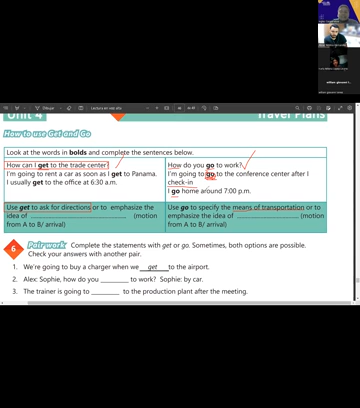 Unit 4
Travel Plans
How to use Get and Go
Look at the words in bolds and complete the sentences below.
How can I get to the trade center?
I'm going to rent a car as soon as I get to Panama.
I usually get to the office at 6:30 a.m.
How do you go to work?
I'm going to go to the conference center after I
check-in
I go home around 7:00 p.m.
Use get to ask for directions or to emphasize the
idea of ____________________ (motion
from A to B/ arrival)
Use go to specify the means of transportation or to
emphasize the idea of ____________________ (motion
from A to B/ arrival)
6 Pair work Complete the statements with get or go. Sometimes, both options are possible.
Check your answers with another pair.
1. We're going to buy a charger when we __get__ to the airport.
2. Alex: Sophie, how do you ________ to work? Sophie: by car.
3. The trainer is going to ________ to the production plant after the meeting.